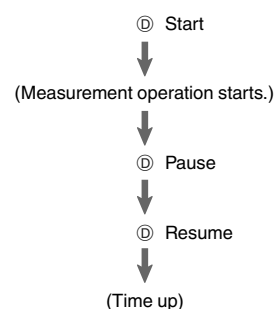 Ⓓ Start
(Measurement operation starts.)
Ⓓ Pause
Ⓓ Resume
(Time up)